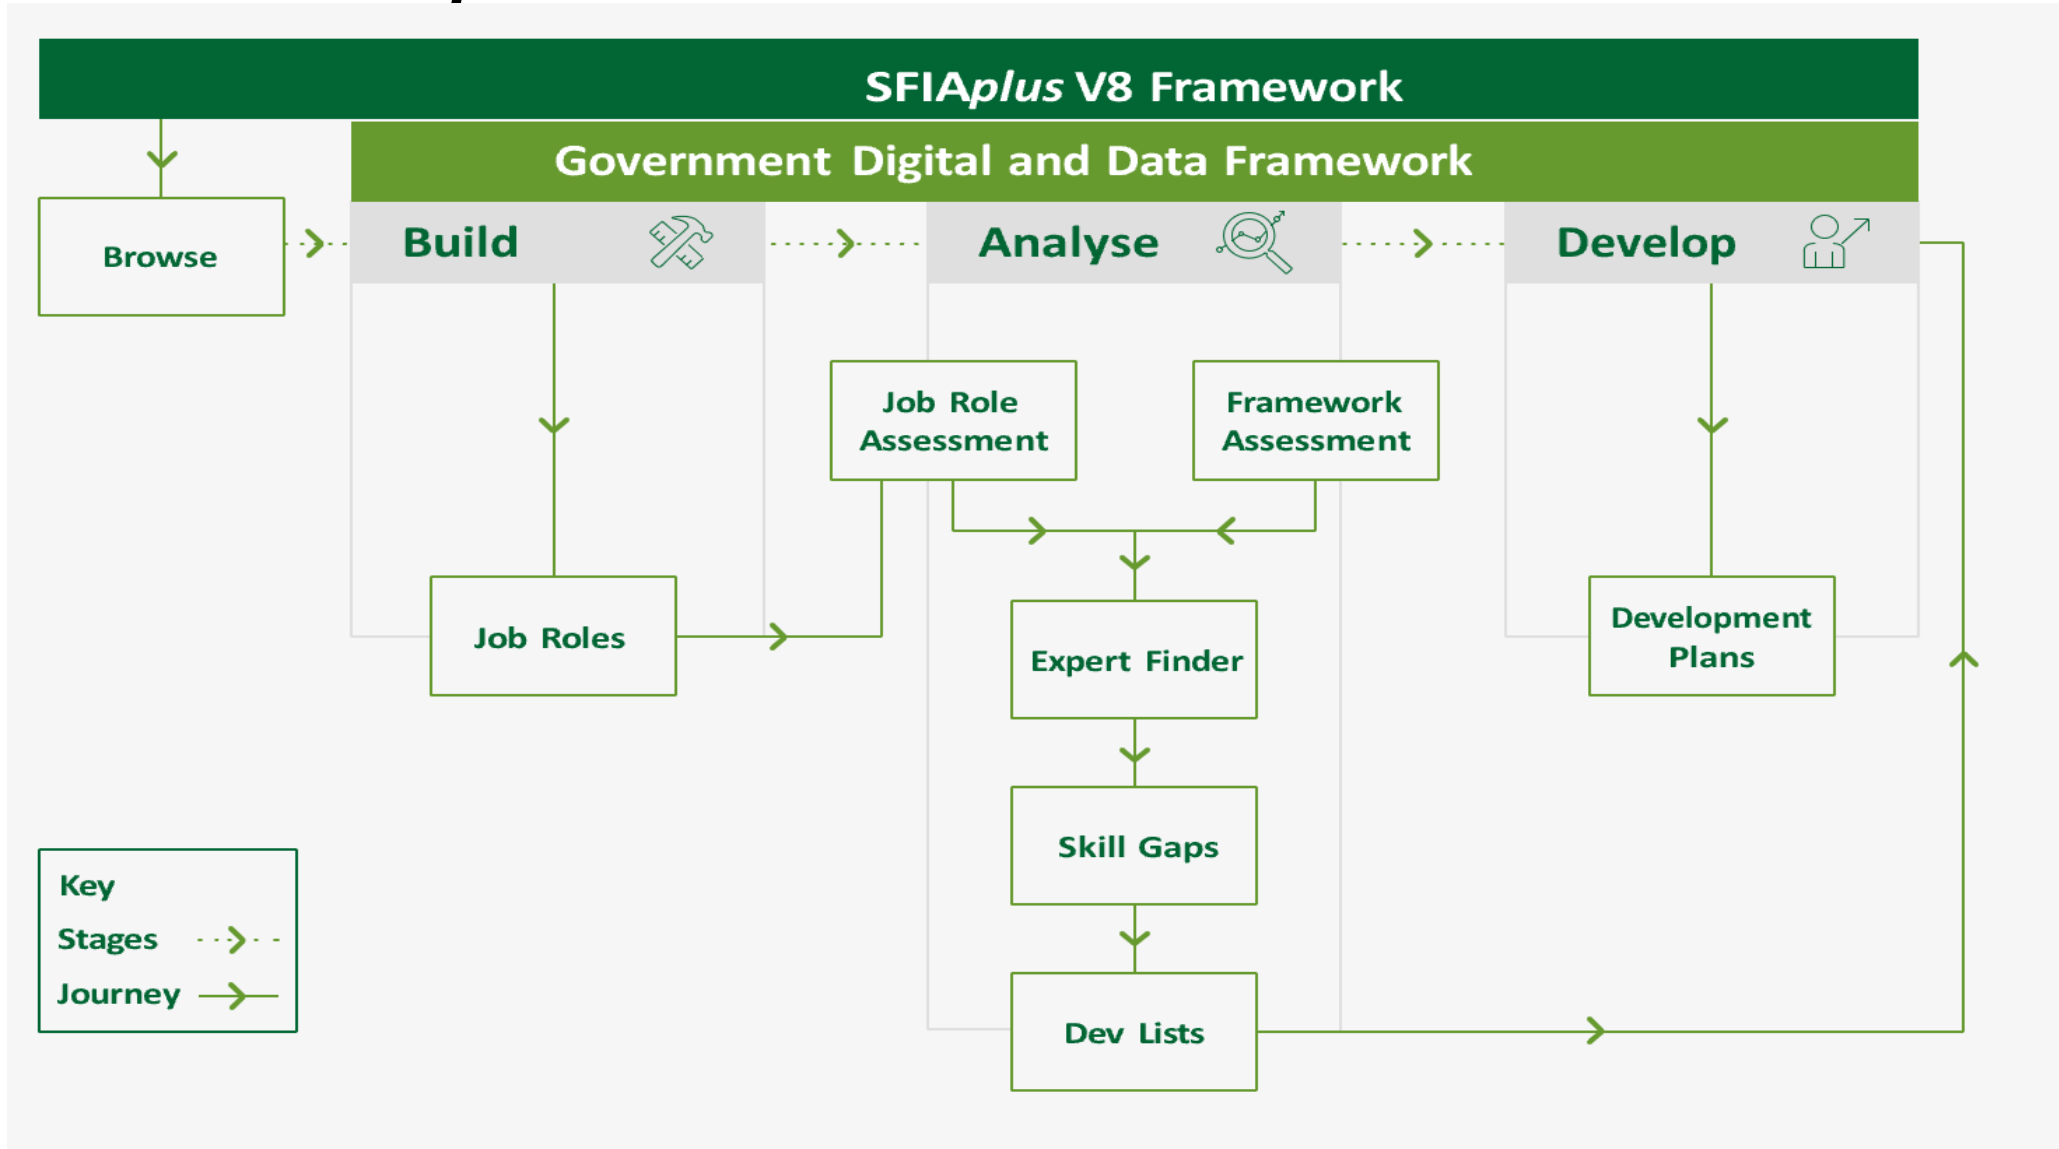 SFIAplus V8 Framework
Government Digital and Data Framework
Browse
Build
Analyse
Develop
Job Role
Assessment
Framework
Assessment
Job Roles
Expert Finder
Development
Plans
Skill Gaps
Dev Lists
Key
Stages
Journey